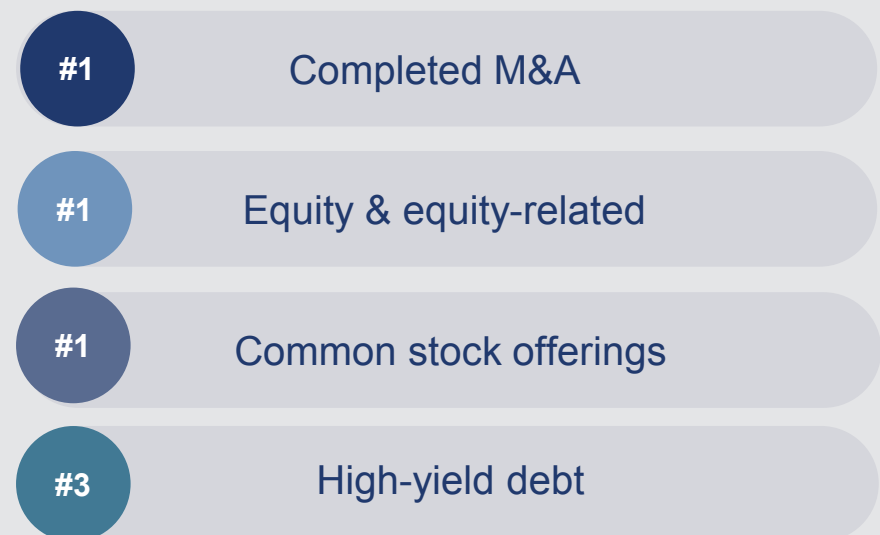 #1 Completed M&A
#1 Equity & equity-related
#1 Common stock offerings
#3 High-yield debt